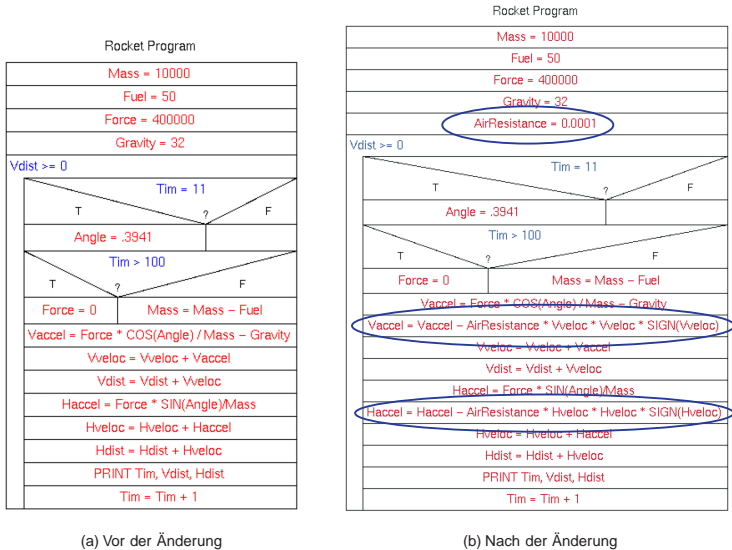 Rocket Program
Mass = 10000
Fuel = 50
Force = 400000
Gravity = 32
Vdist >= 0
Tim = 11
T
?
F
Angle = .3941
Tim > 100
T
?
F
Force = 0
Mass = Mass – Fuel
Vaccel = Force * COS(Angle) / Mass – Gravity
Vveloc = Vveloc + Vaccel
Vdist = Vdist + Vveloc
Haccel = Force * SIN(Angle)/Mass
Hveloc = Hveloc + Haccel
Hdist = Hdist + Hveloc
PRINT Tim, Vdist, Hdist
Tim = Tim + 1
(a) Vor der Änderung
Rocket Program
Mass = 10000
Fuel = 50
Force = 400000
Gravity = 32
AirResistance = 0.0001
Vdist >= 0
Tim = 11
T
?
F
Angle = .3941
Tim > 100
T
?
F
Force = 0
Mass = Mass – Fuel
Vaccel = Force * COS(Angle) / Mass – Gravity
Vaccel = Vaccel – AirResistance * Vveloc * Vveloc * SIGN(Vveloc)
Vveloc = Vveloc + Vaccel
Vdist = Vdist + Vveloc
Haccel = Force * SIN(Angle)/Mass
Haccel = Haccel – AirResistance * Hveloc * Hveloc * SIGN(Hveloc)
Hveloc = Hveloc + Haccel
Hdist = Hdist + Hveloc
PRINT Tim, Vdist, Hdist
Tim = Tim + 1
(b) Nach der Änderung